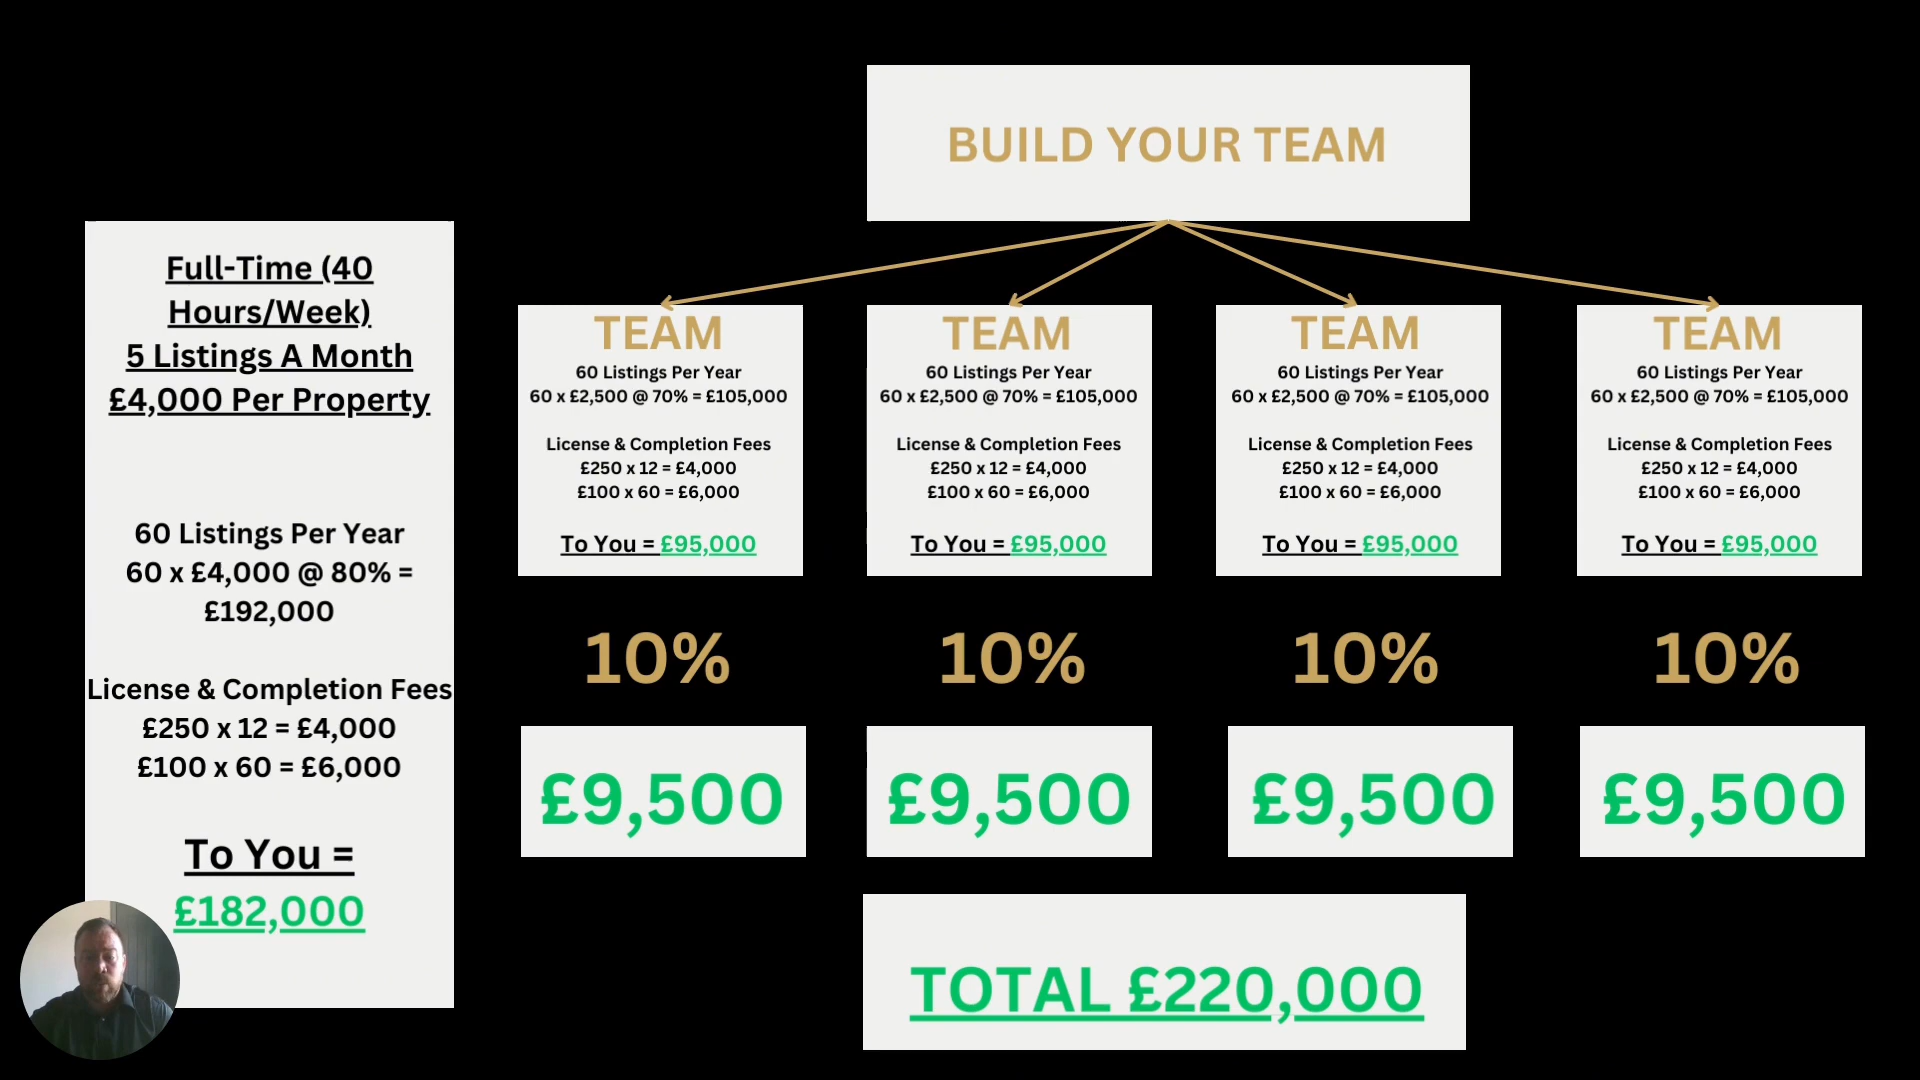 BUILD YOUR TEAM
Full-Time (40
Hours/Week)
5 Listings A Month
£4,000 Per Property
60 Listings Per Year
60 x £4,000 @ 80% =
£192,000
License & Completion Fees
£250 x 12 = £4,000
£100 x 60 = £6,000
To You =
£182,000
TEAM
60 Listings Per Year
60 x £2,500 @ 70% = £105,000
License & Completion Fees
£250 x 12 = £4,000
£100 x 60 = £6,000
To You = £95,000
10%
£9,500
TEAM
60 Listings Per Year
60 x £2,500 @ 70% = £105,000
License & Completion Fees
£250 x 12 = £4,000
£100 x 60 = £6,000
To You = £95,000
10%
£9,500
TEAM
60 Listings Per Year
60 x £2,500 @ 70% = £105,000
License & Completion Fees
£250 x 12 = £4,000
£100 x 60 = £6,000
To You = £95,000
10%
£9,500
TEAM
60 Listings Per Year
60 x £2,500 @ 70% = £105,000
License & Completion Fees
£250 x 12 = £4,000
£100 x 60 = £6,000
To You = £95,000
10%
£9,500
TOTAL £220,000